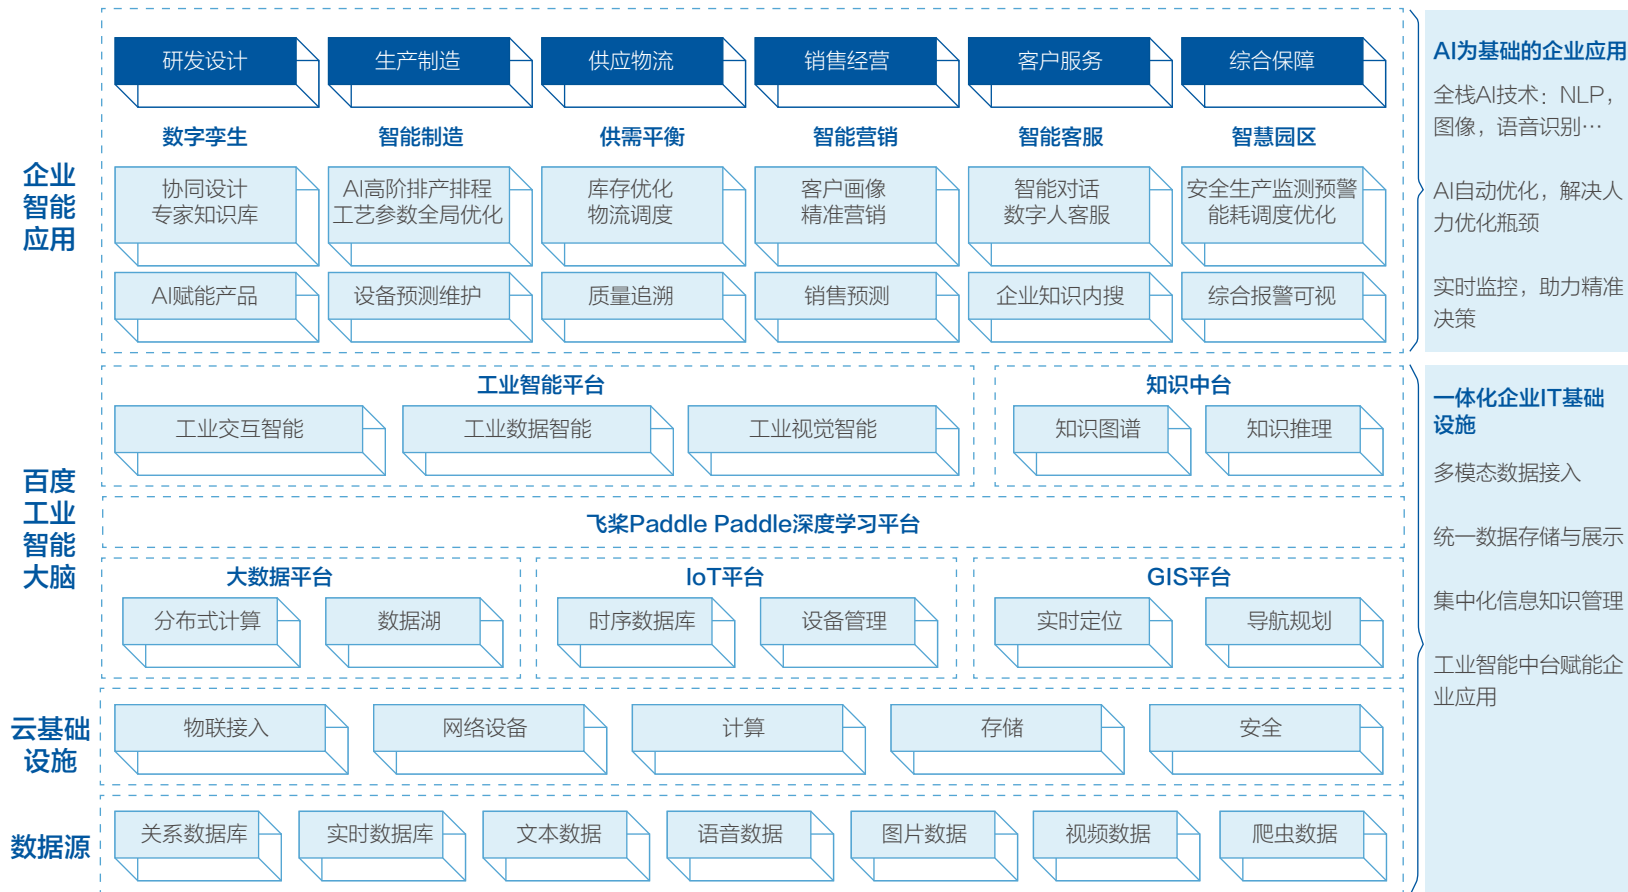 企业
智能
应用
研发设计
生产制造
供应物流
销售经营
客户服务
综合保障
数字孪生
智能制造
供需平衡
智能营销
智能客服
智慧园区
协同设计
专家知识库
AI高阶排产排程
工艺参数全局优化
库存优化
物流调度
客户画像
精准营销
智能对话
数字人客服
安全生产监测预警
能耗调度优化
AI赋能产品
设备预测维护
质量追溯
销售预测
企业知识内搜
综合报警可视
AI为基础的企业应用
全栈AI技术：NLP，
图像，语音识别…
AI自动优化，解决人
力优化瓶颈
实时监控，助力精准
决策
百度
工业
智能
大脑
工业智能平台
工业交互智能
工业数据智能
工业视觉智能
知识中台
知识图谱
知识推理
飞桨Paddle Paddle深度学习平台
大数据平台
分布式计算
数据湖
IoT平台
时序数据库
设备管理
GIS平台
实时定位
导航规划
云基础
设施
物联接入
网络设备
计算
存储
安全
数据源
关系数据库
实时数据库
文本数据
语音数据
图片数据
视频数据
爬虫数据
一体化企业IT基础
设施
多模态数据接入
统一数据存储与展示
集中化信息知识管理
工业智能中台赋能企
业应用